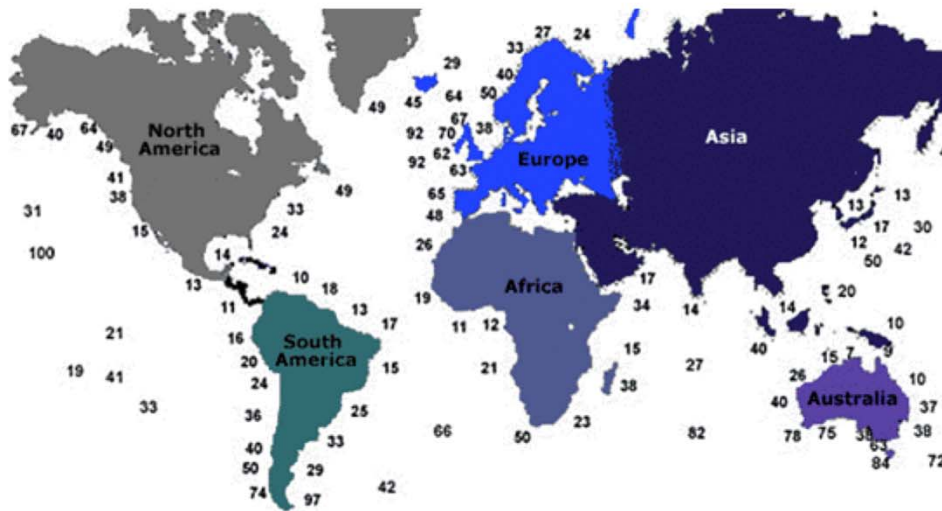 27 24
33
29
40
49 45 64 50
67 38
67 40 64 North
America 92 70
49 62
Asia
Europe
41 92 63
38 49 65
31 33 48 13 13
15 24 17 30
100 14 26 12 42
50
13 10 Africa 17
18 19 34 14 14 20
11 13 17 11 12
21 16 South
America 10
20 15 21 15 27 40 15 7 9
19 41 24 38 26 10
33 36 25 23 40 Australia 37
66 50 82 78 75 38 38
40 33 63
50 29 84 72
74 97 42